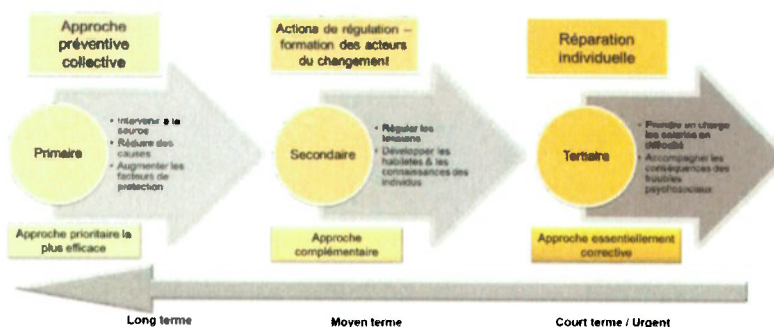 Approche
préventive
collective
Actions de régulation –
formation des acteurs
du changement
Réparation
individuelle
Primaire
• Intervenir à la
source
• Réduire des
causes
• Augmenter les
facteurs de
protection
Secondaire
• Réguler les
tensions
• Développer les
habiletés & les
connaissances des
individus
Tertiaire
• Prendre en charge
les salariés en
difficulté
• Accompagner les
conséquences des
troubles
psychosociaux
Approche prioritaire la
plus efficace
Approche
complémentaire
Approche essentiellement
corrective
Long terme
Moyen terme
Court terme / Urgent